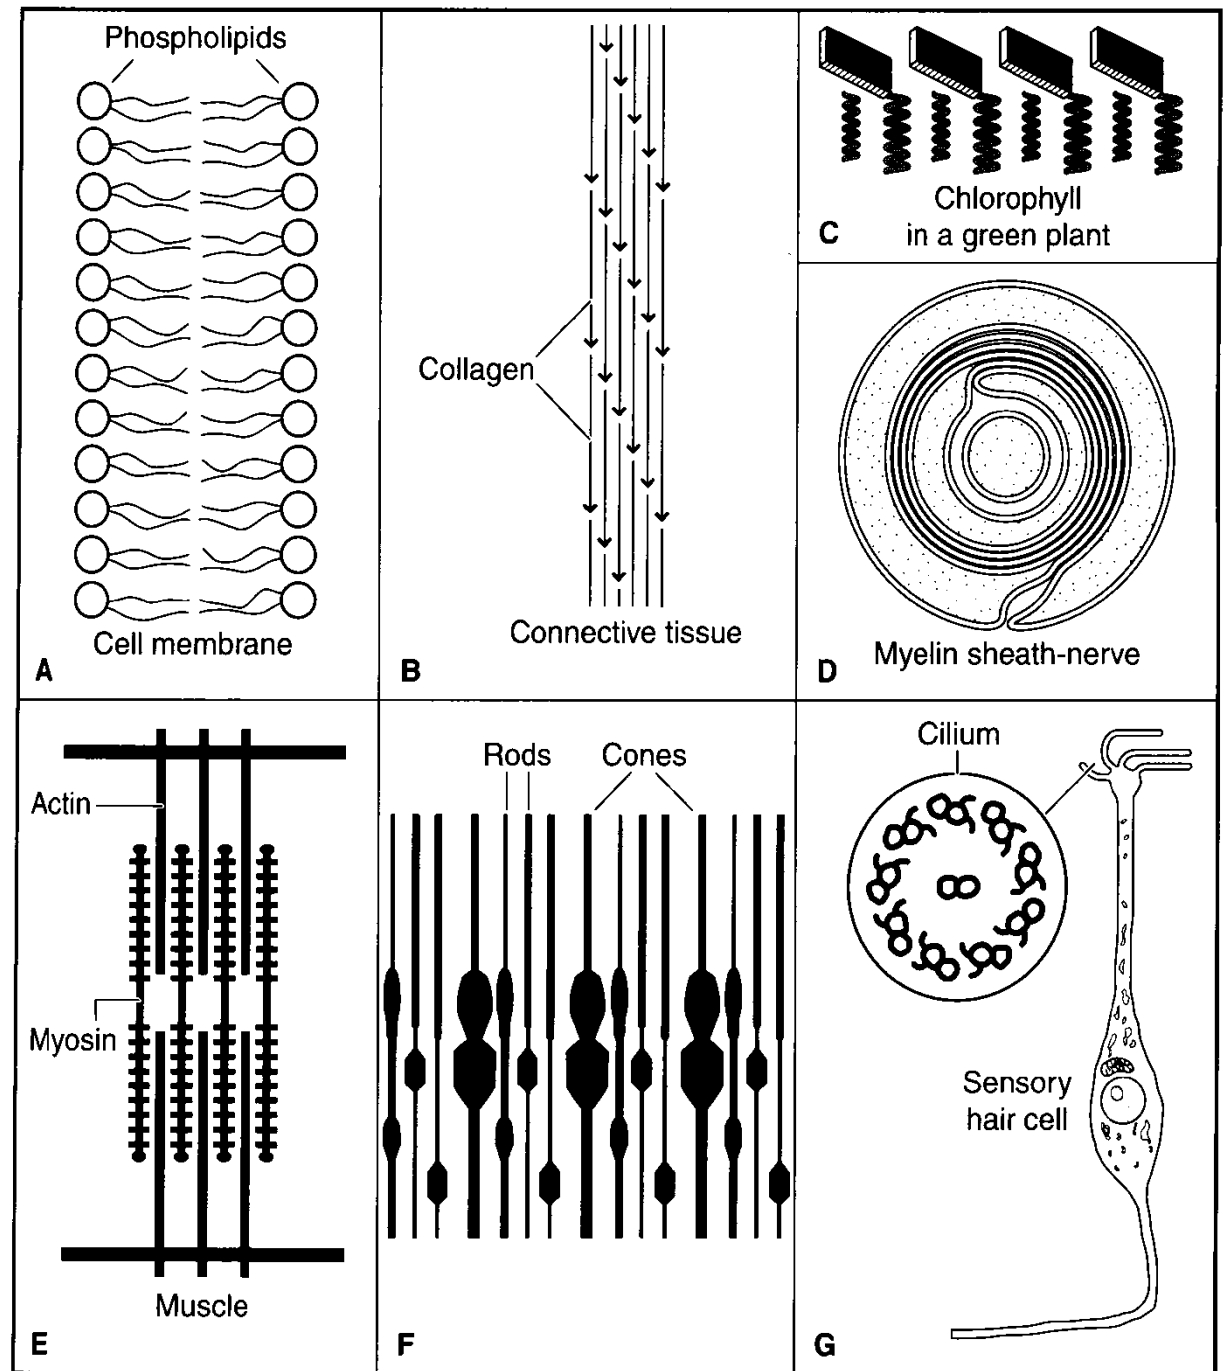 Phospholipids
Cell membrane
A
Collagen
Connective tissue
B
Chlorophyll
in a green plant
C
Myelin sheath-nerve
D
Actin
Myosin
Muscle
E
Rods
Cones
F
Cilium
Sensory
hair cell
G